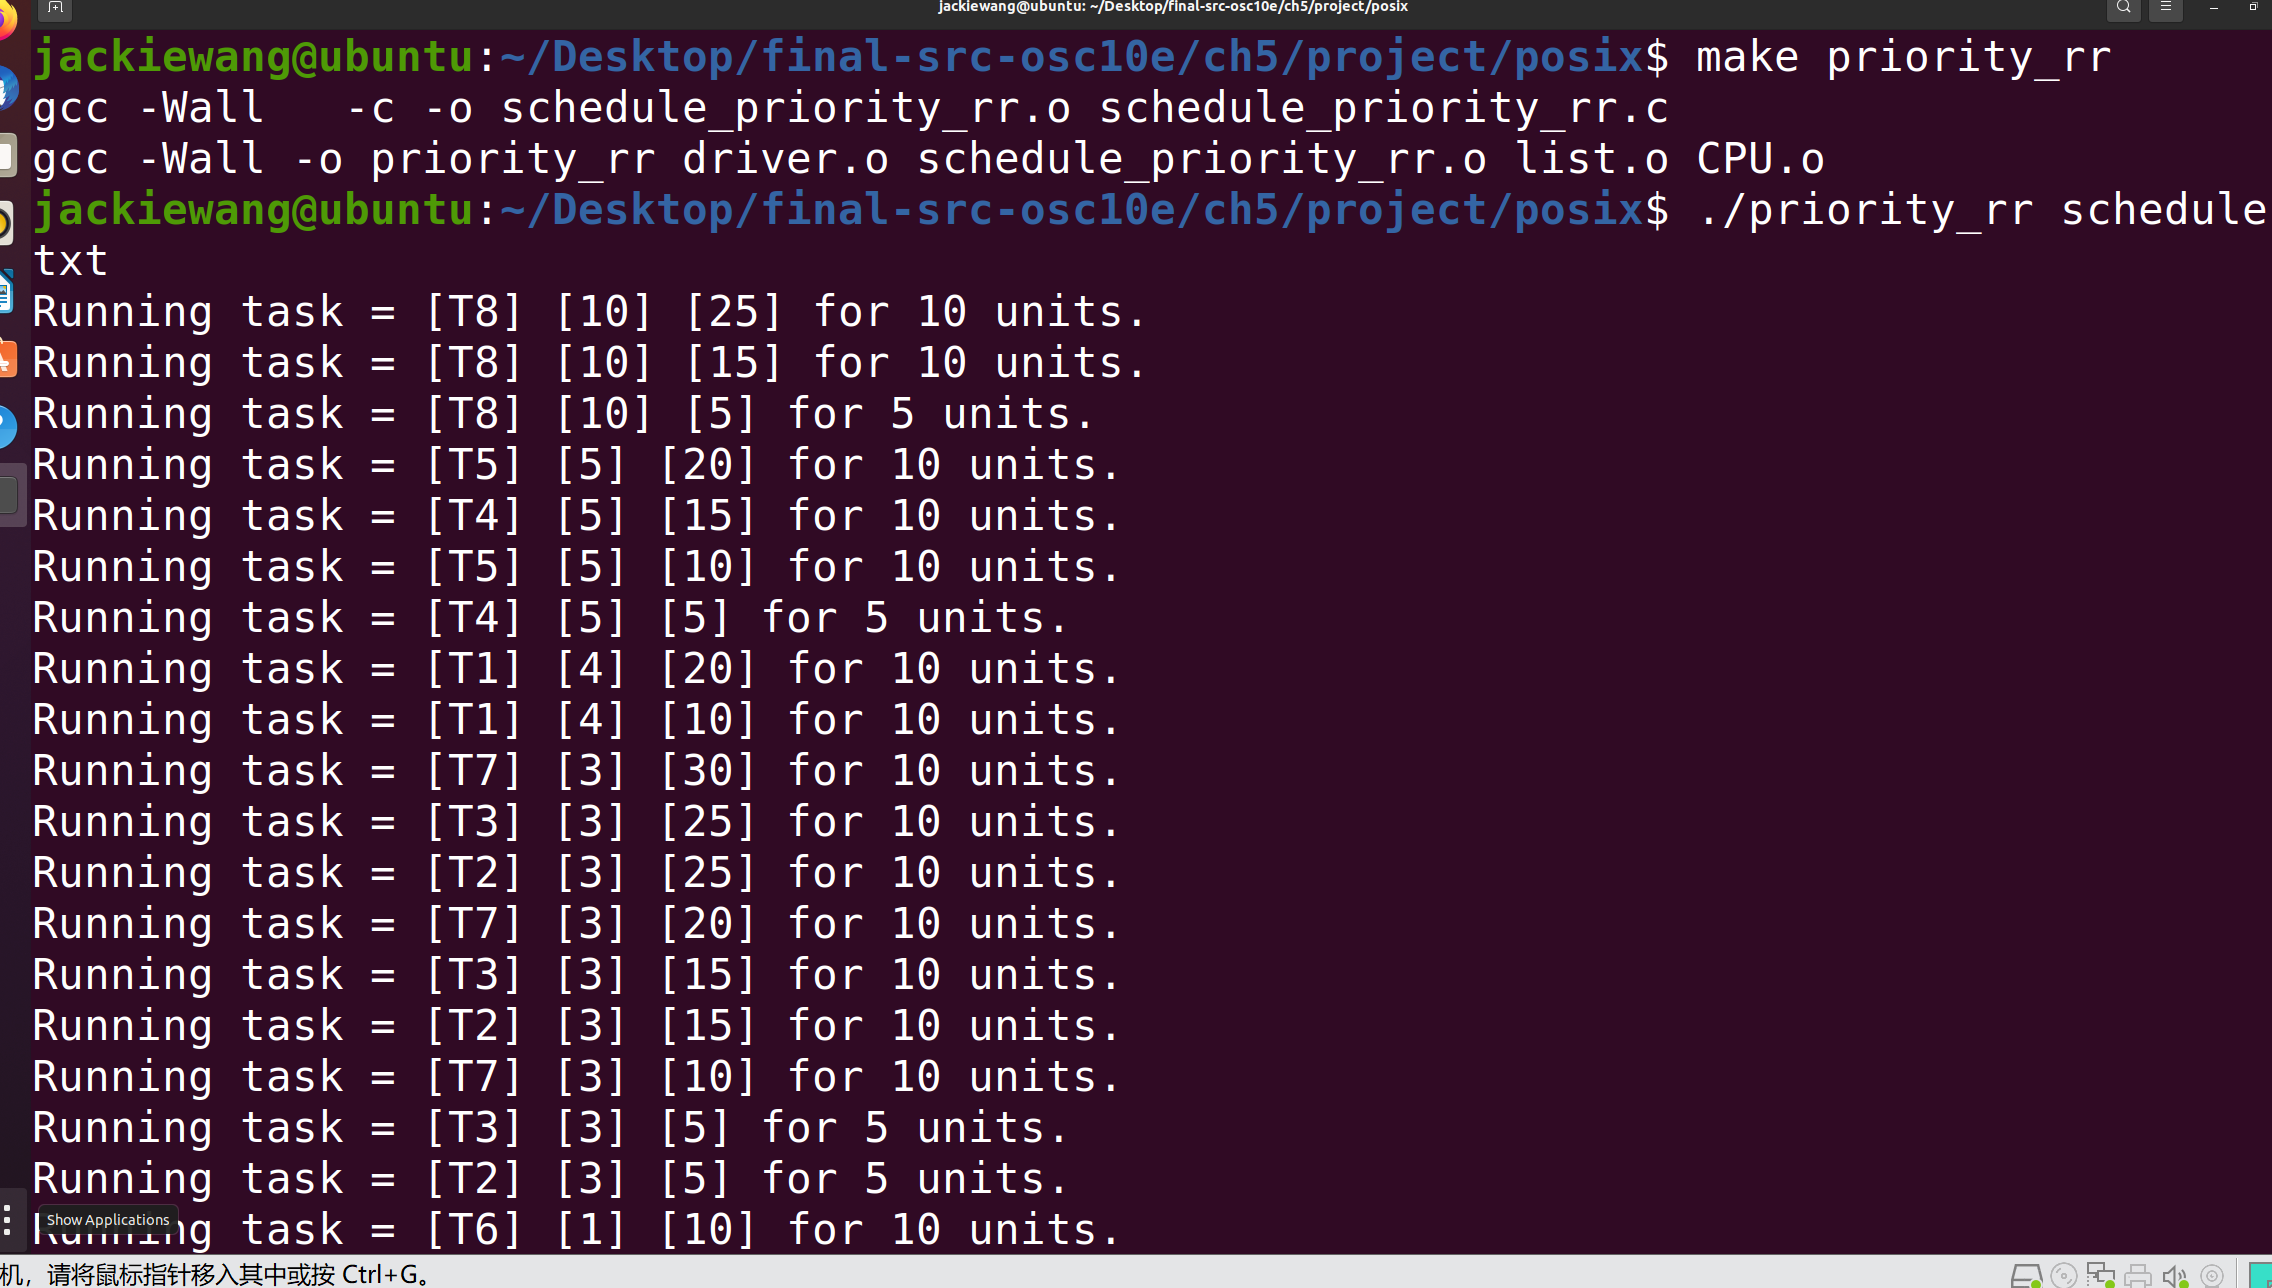 jackiewang@ubuntu: ~/Desktop/final-src-osc10e/ch5/project/posix
jackiewang@ubuntu:~/Desktop/final-src-osc10e/ch5/project/posix$ make priority_rr
gcc -Wall   -c -o schedule_priority_rr.o schedule_priority_rr.c
gcc -Wall -o priority_rr driver.o schedule_priority_rr.o list.o CPU.o
jackiewang@ubuntu:~/Desktop/final-src-osc10e/ch5/project/posix$ ./priority_rr schedule
txt
Running task = [T8] [10] [25] for 10 units.
Running task = [T8] [10] [15] for 10 units.
Running task = [T8] [10] [5] for 5 units.
Running task = [T5] [5] [20] for 10 units.
Running task = [T4] [5] [15] for 10 units.
Running task = [T5] [5] [10] for 10 units.
Running task = [T4] [5] [5] for 5 units.
Running task = [T1] [4] [20] for 10 units.
Running task = [T1] [4] [10] for 10 units.
Running task = [T7] [3] [30] for 10 units.
Running task = [T3] [3] [25] for 10 units.
Running task = [T2] [3] [25] for 10 units.
Running task = [T7] [3] [20] for 10 units.
Running task = [T3] [3] [15] for 10 units.
Running task = [T2] [3] [15] for 10 units.
Running task = [T7] [3] [10] for 10 units.
Running task = [T3] [3] [5] for 5 units.
Running task = [T2] [3] [5] for 5 units.
Show Applications
Running task = [T6] [1] [10] for 10 units.
机，请将鼠标指针移入其中或按 Ctrl+G。